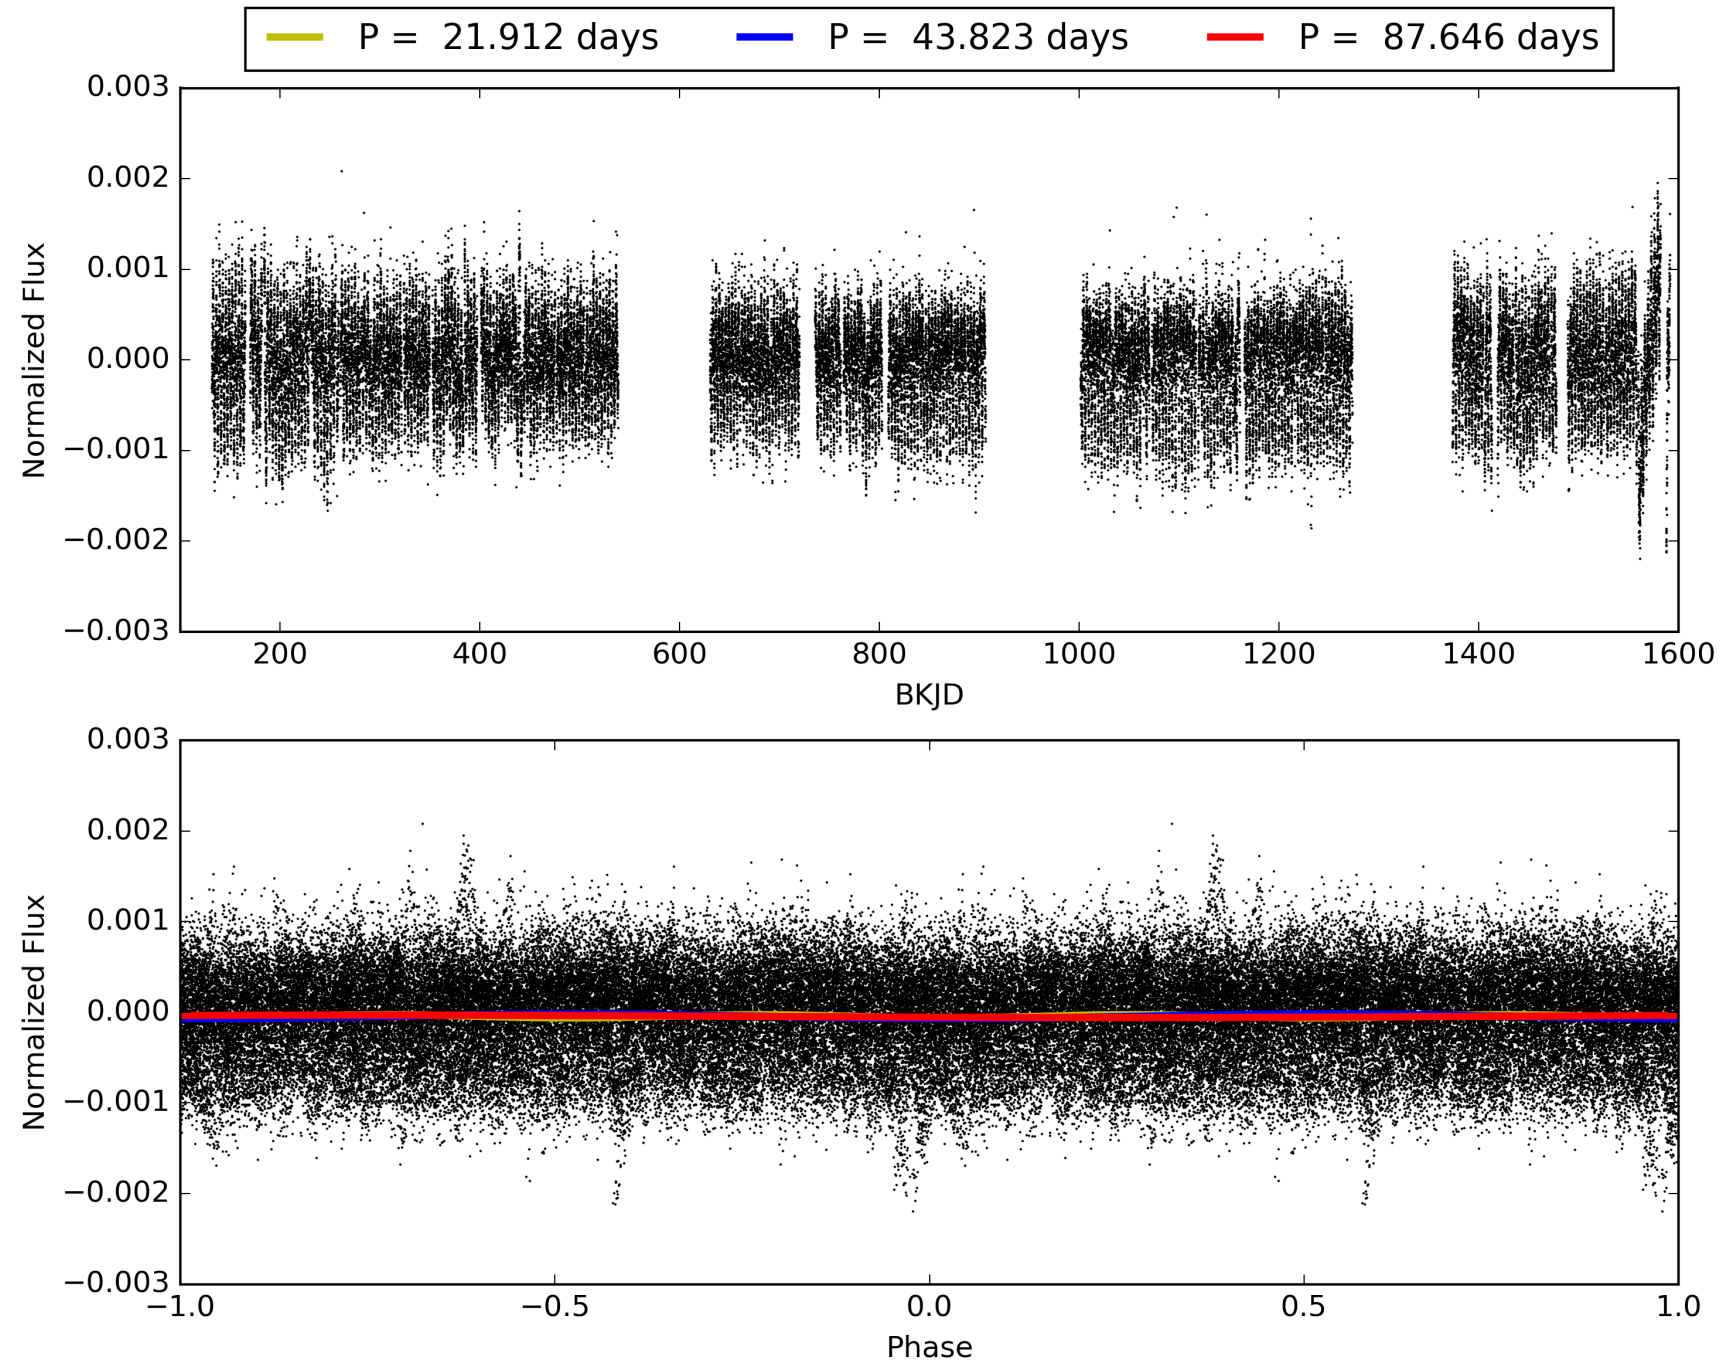 P = 21.912 days P = 43.823 days P = 87.646 days
0.003
0.002
0.001
0.000
−0.001
−0.002
−0.003
Normalized Flux
200 400 600 800 1000 1200 1400 1600
BKJD
0.003
0.002
0.001
0.000
−0.001
−0.002
−0.003
Normalized Flux
−1.0 −0.5 0.0 0.5 1.0
Phase